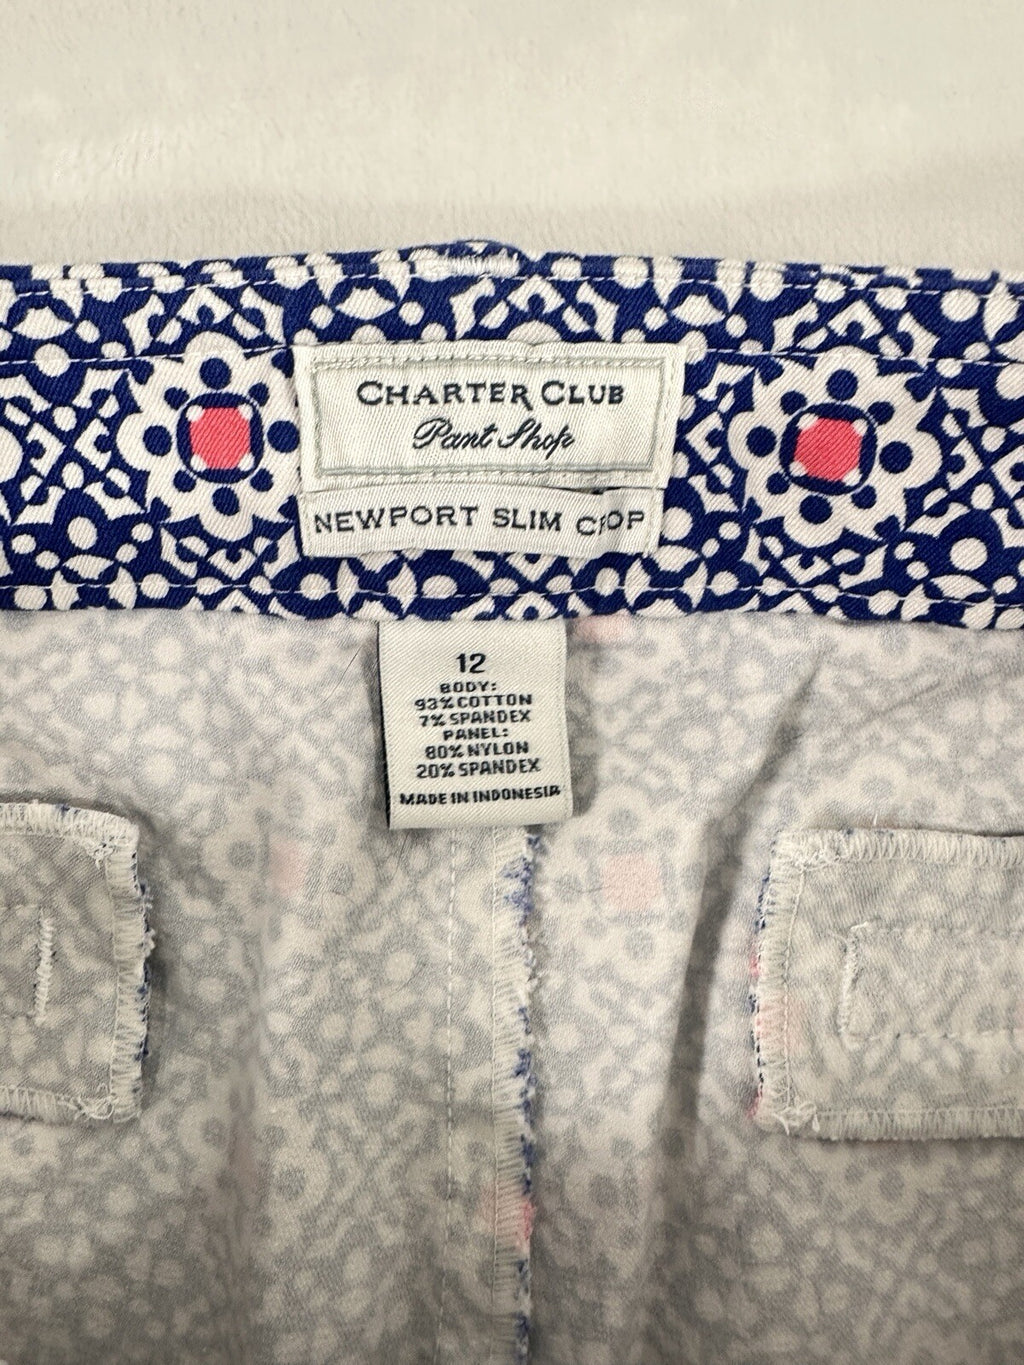 CHARTER CLUB
Pant Shop
NEWPORT SLIM CROP
12
BODY:
93% COTTON
7% SPANDEX
PANEL:
80% NYLON
20% SPANDEX
MADE IN INDONESIA